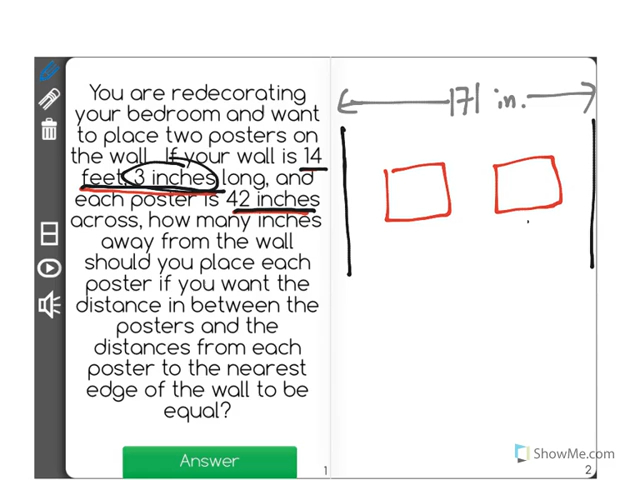 You are redecorating
your bedroom and want
to place two posters on
the wall. If your wall is 14
feet, 3 inches long, and
each poster is 42 inches
across, how many inches
away from the wall
should you place each
poster if you want the
distance in between the
posters and the
distances from each
poster to the nearest
edge of the wall to be
equal?
Answer
1
171 in.
ShowMe.com
2